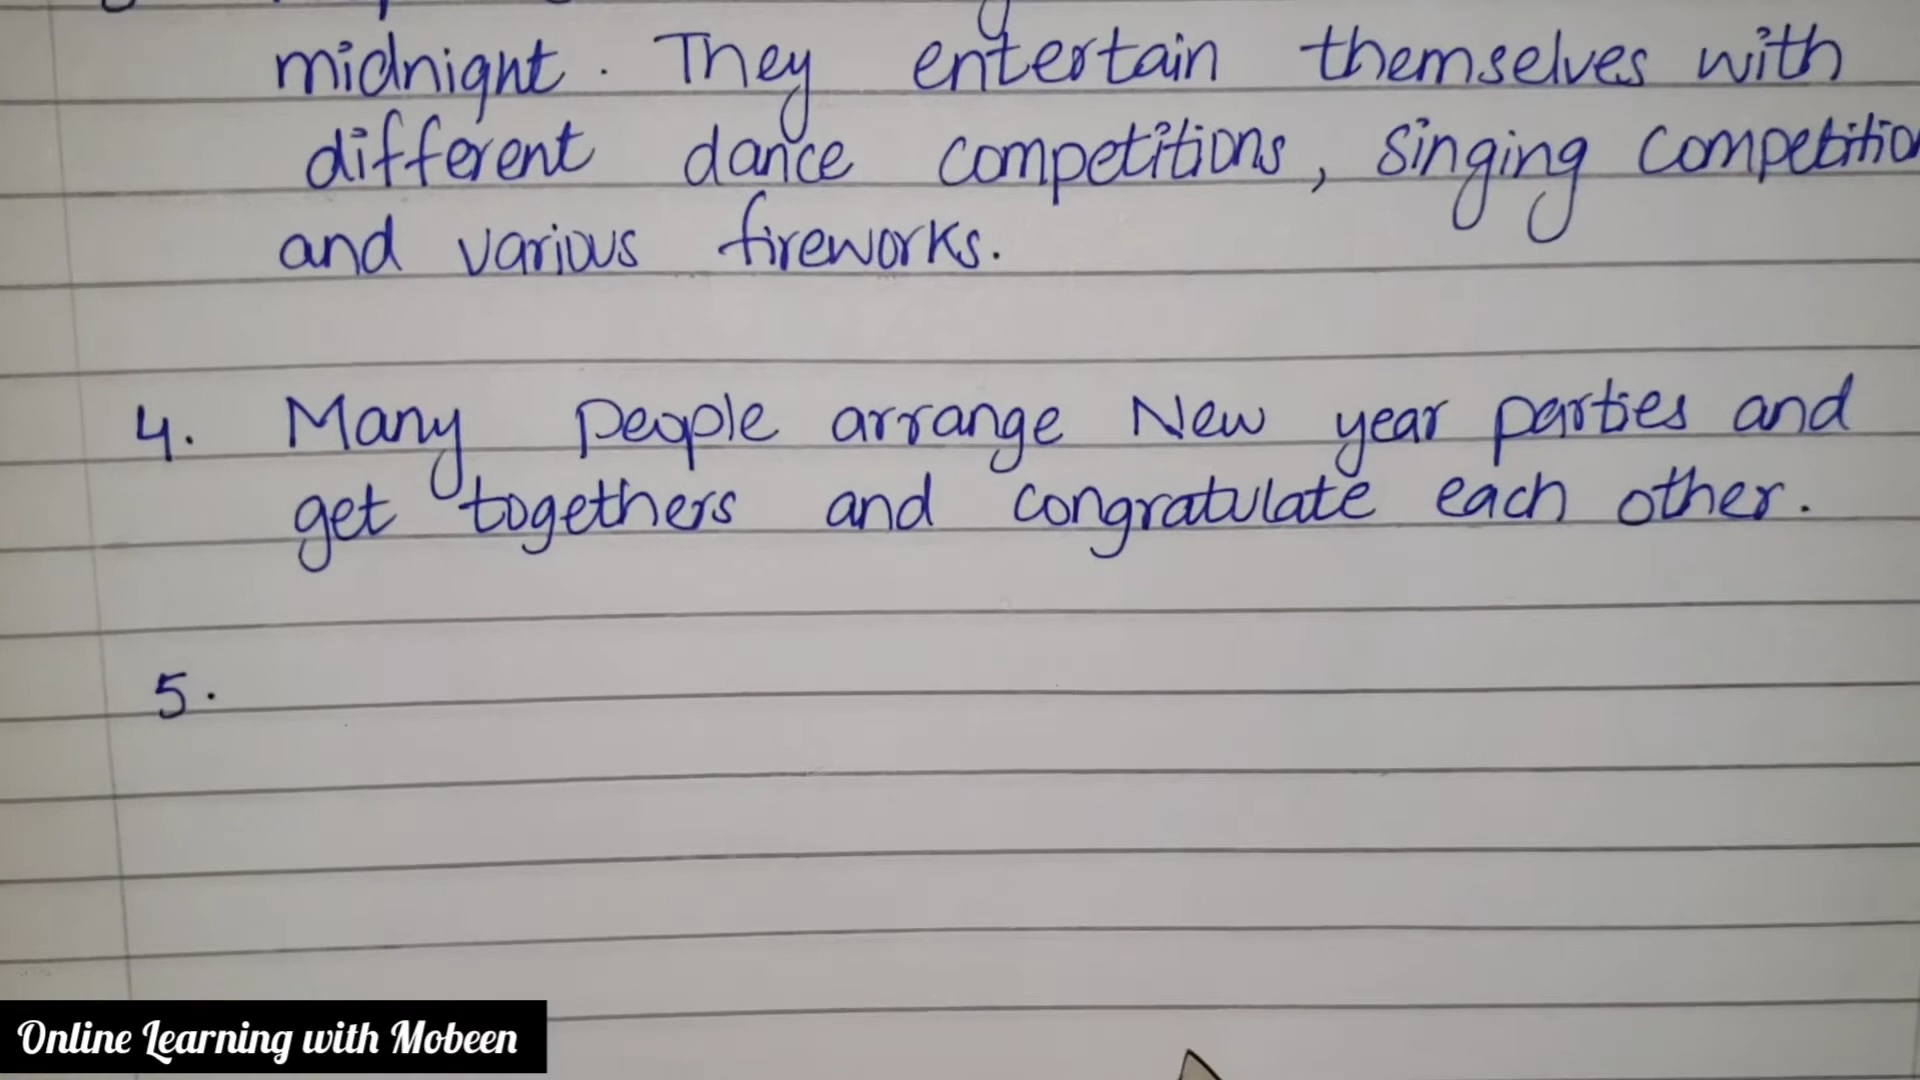 midnight. They entertain themselves with
different dance competitions, singing competitio
and various fireworks.
4. Many people arrange New year parties and
get togethers and congratulate each other.
5.
Online Learning with Mobeen